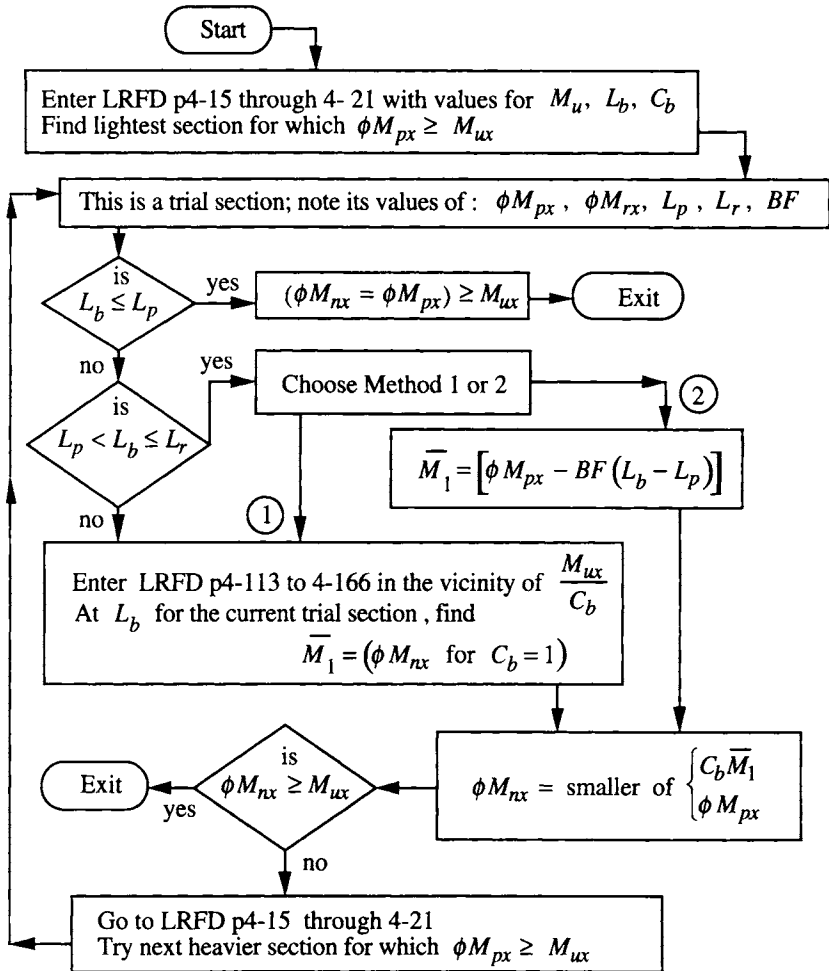 Start
Enter LRFD p4-15 through 4- 21 with values for M_u, L_b, C_b
Find lightest section for which ϕM_px ≥ M_ux
This is a trial section; note its values of : ϕM_px , ϕM_rx, L_p , L_r , BF
is
L_b ≤ L_p
yes
(ϕM_nx = ϕM_px) ≥ M_ux
Exit
no
is
L_p < L_b ≤ L_r
yes
Choose Method 1 or 2
2
M̅_1 = [ϕ M_px − BF (L_b − L_p)]
no
1
Enter LRFD p4-113 to 4-166 in the vicinity of M_ux / C_b
At L_b for the current trial section , find
M̅_1 = (ϕM_nx for C_b = 1)
is
ϕM_nx ≥ M_ux
Exit
yes
ϕM_nx = smaller of { C_b M̅_1
ϕ M_px
no
Go to LRFD p4-15 through 4-21
Try next heavier section for which ϕM_px ≥ M_ux